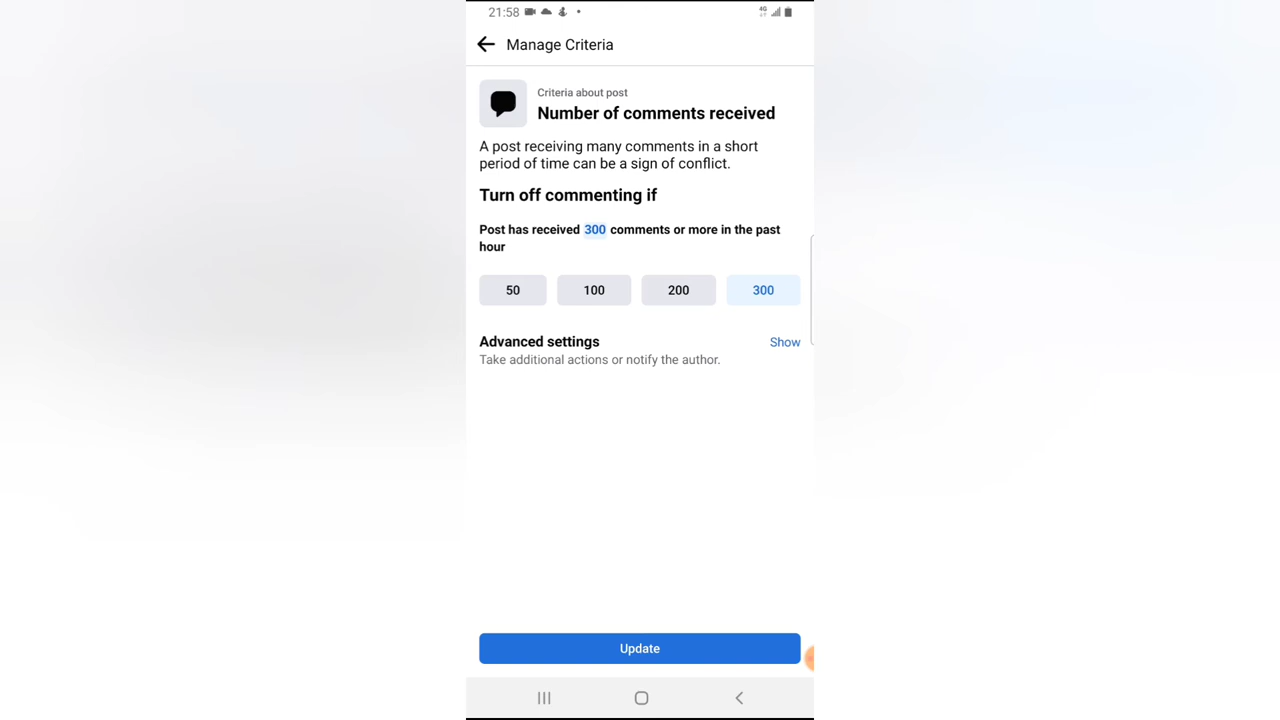 21:58
4G
Manage Criteria
Criteria about post
Number of comments received
A post receiving many comments in a short
period of time can be a sign of conflict.
Turn off commenting if
Post has received 300 comments or more in the past
hour
50 100 200 300
Advanced settings Show
Take additional actions or notify the author.
Update